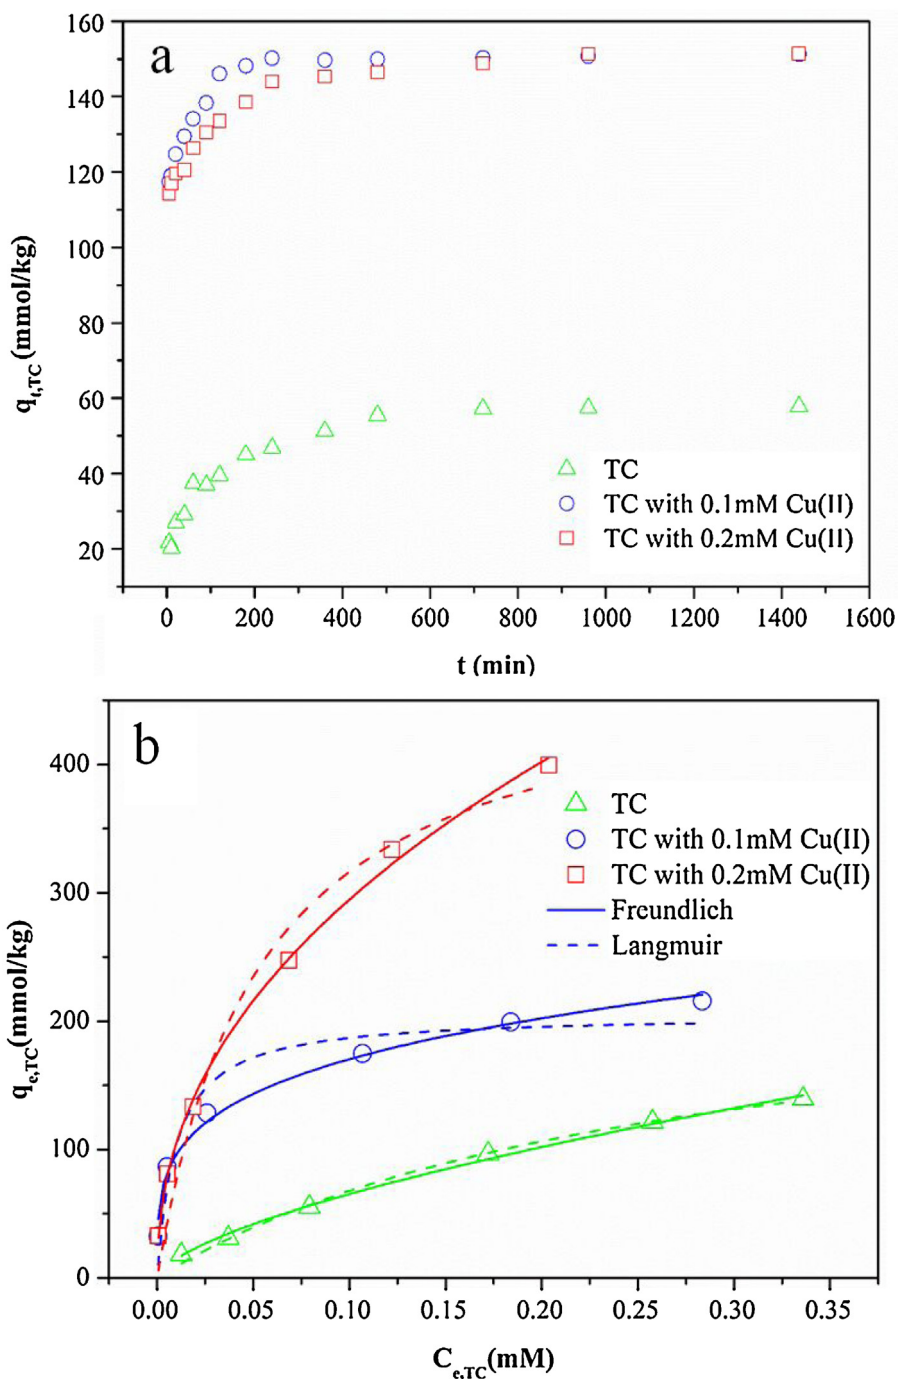 a
160
140
120
100
80
60
40
20
q_t,TC (mmol/kg)
TC
TC with 0.1mM Cu(II)
TC with 0.2mM Cu(II)
0 200 400 600 800 1000 1200 1400 1600
t (min)
b
400
300
200
100
0
q_e,TC(mmol/kg)
TC
TC with 0.1mM Cu(II)
TC with 0.2mM Cu(II)
Freundlich
Langmuir
0.00 0.05 0.10 0.15 0.20 0.25 0.30 0.35
C_e,TC(mM)